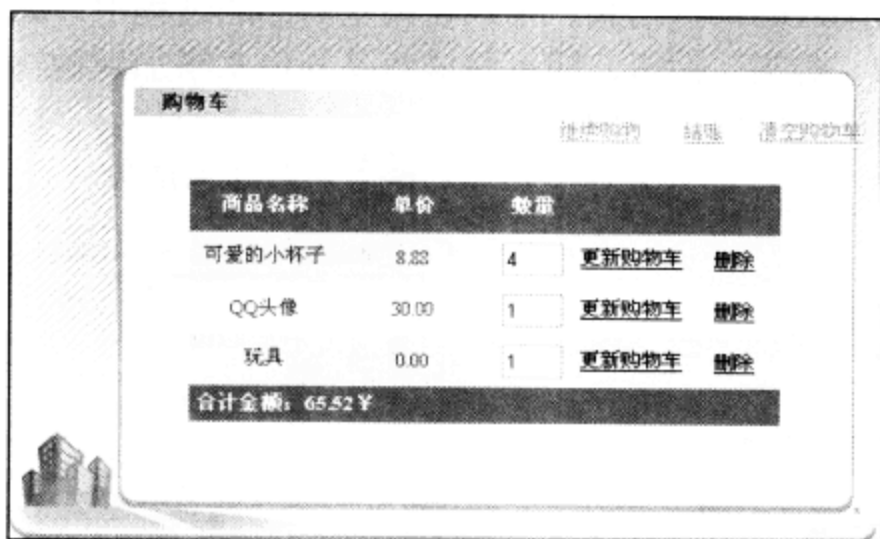 购物车
继续购物 结账 清空购物车
商品名称 单价 数量
可爱的小杯子 8.88 4 更新购物车 删除
QQ头像 30.00 1 更新购物车 删除
玩具 0.00 1 更新购物车 删除
合计金额：65.52￥